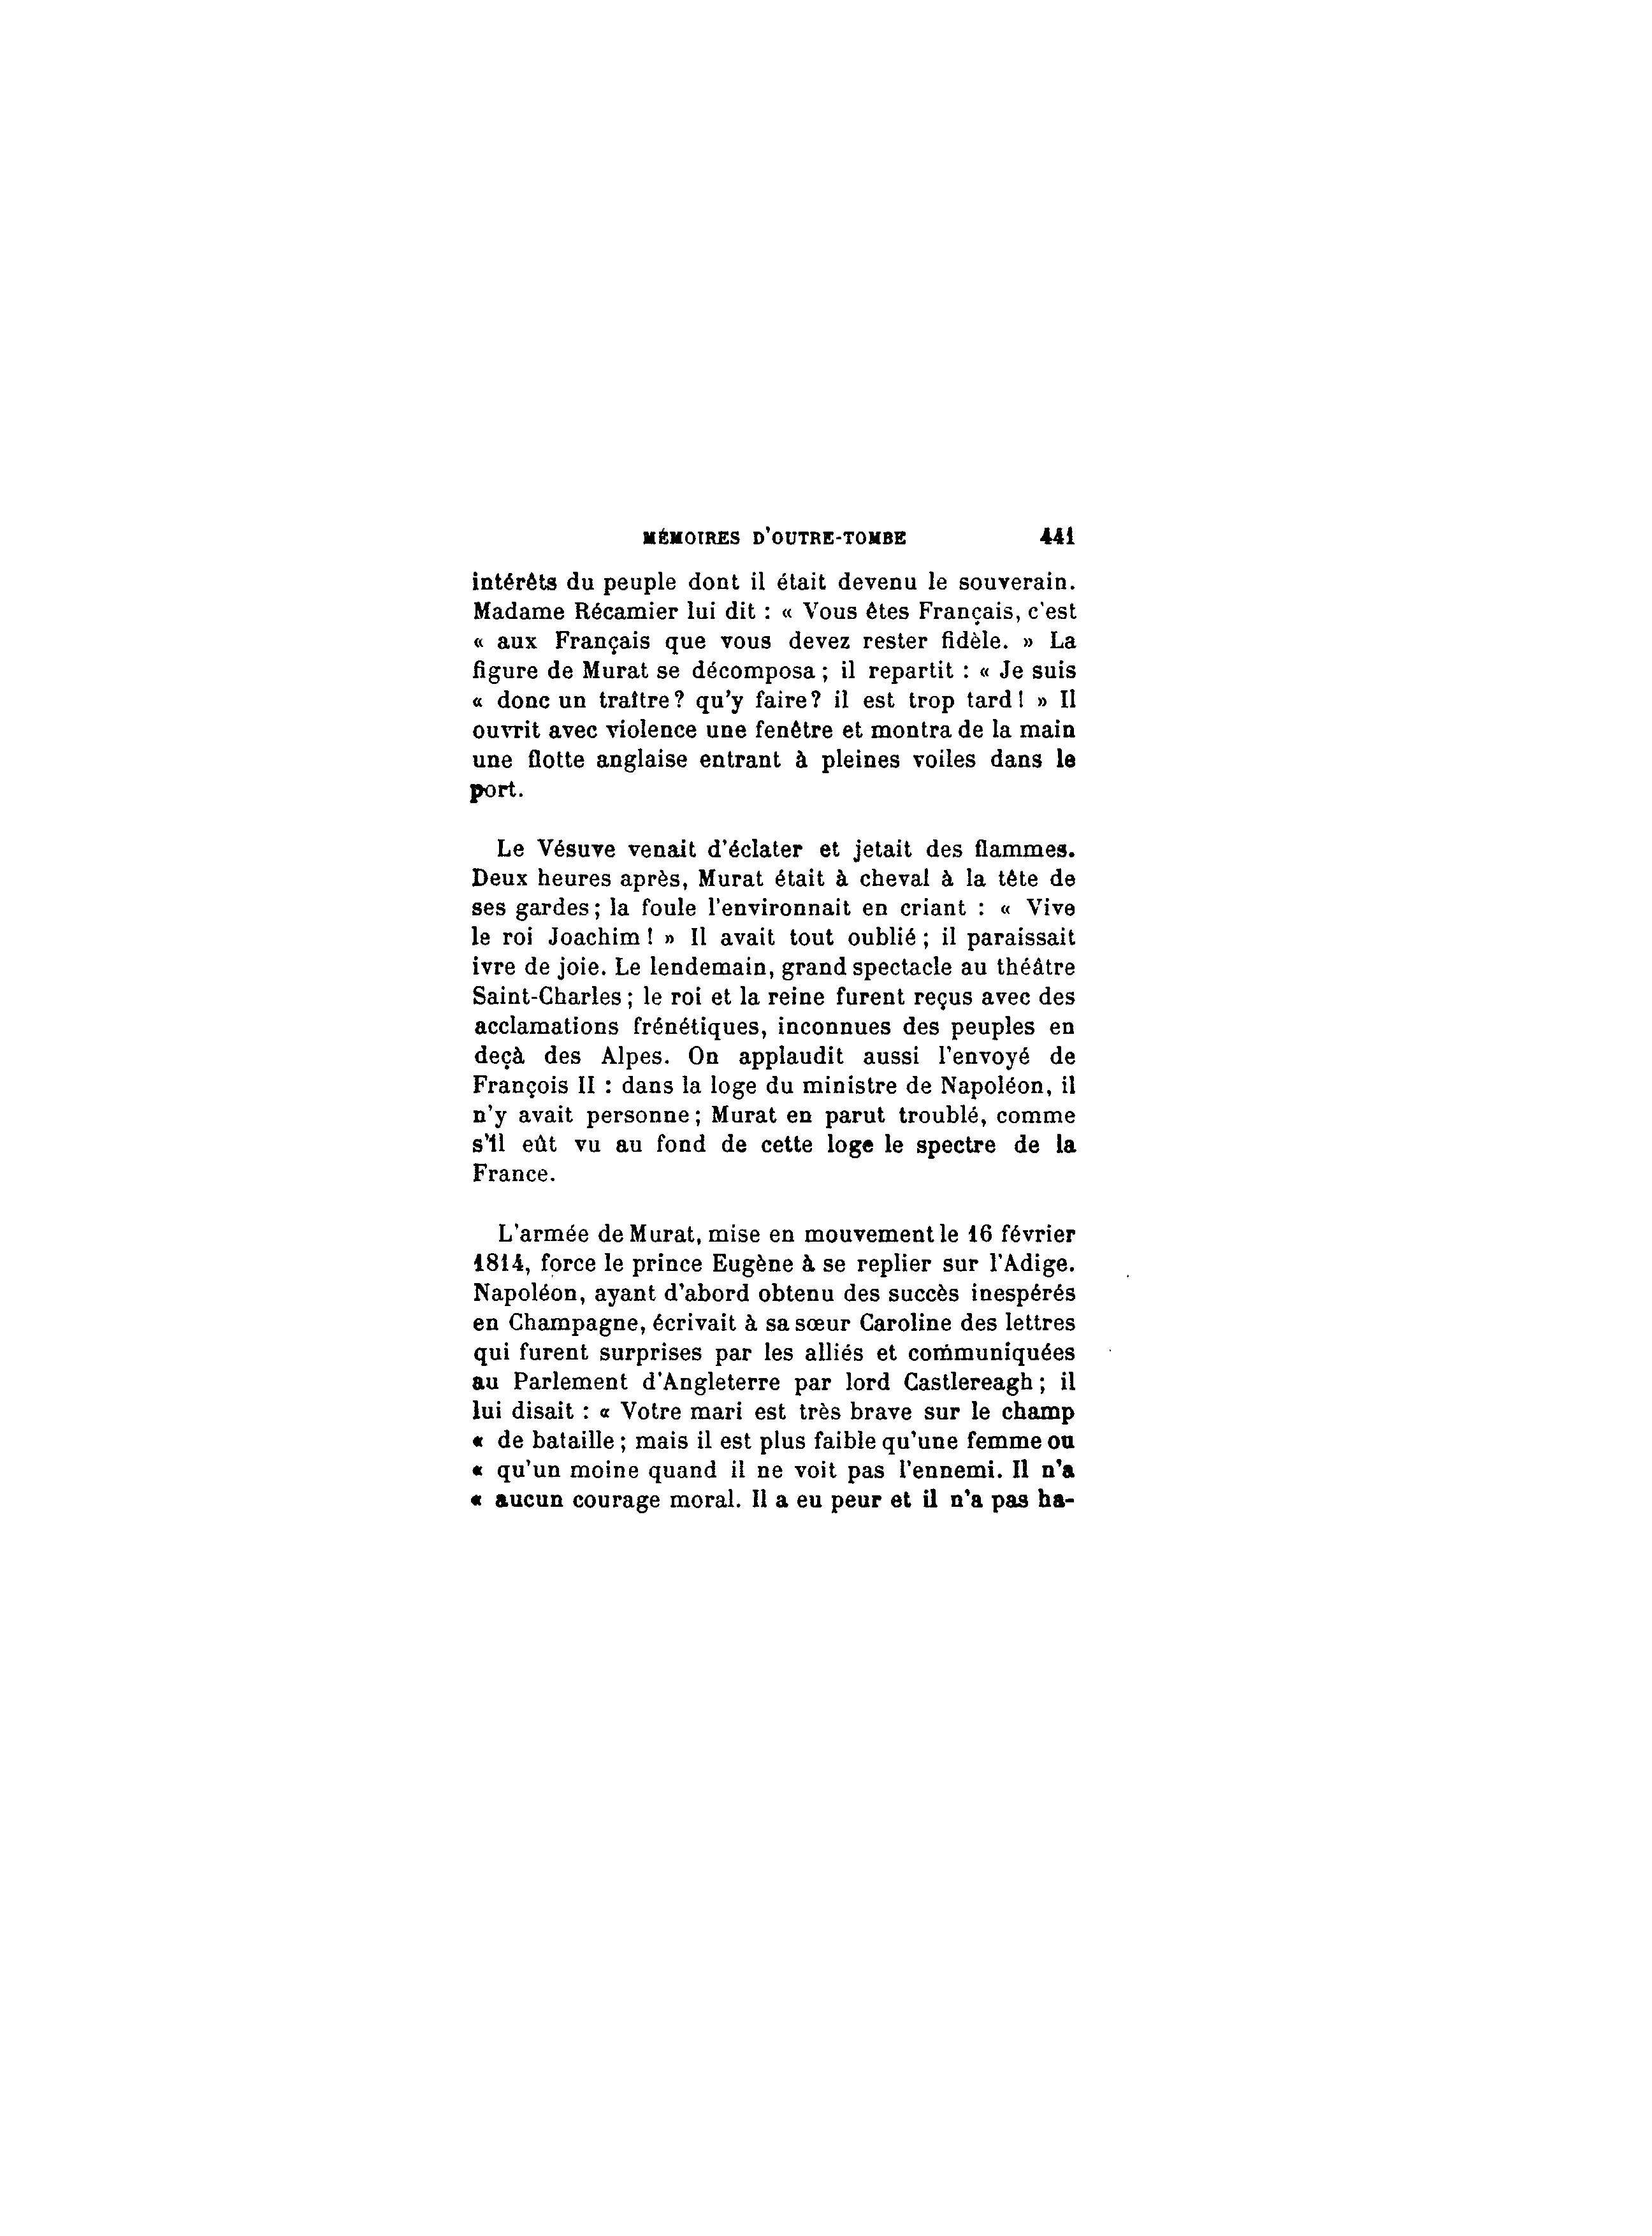 MÉMOIRES D'OUTRE-TOMBE 441
intérêts du peuple dont il était devenu le souverain.
Madame Récamier lui dit : « Vous êtes Français, c'est
« aux Français que vous devez rester fidèle. » La
figure de Murat se décomposa ; il repartit : « Je suis
« donc un traître? qu'y faire? il est trop tard! » Il
ouvrit avec violence une fenêtre et montra de la main
une flotte anglaise entrant à pleines voiles dans le
port.
Le Vésuve venait d'éclater et jetait des flammes.
Deux heures après, Murat était à cheval à la tête de
ses gardes; la foule l'environnait en criant : « Vive
le roi Joachim! » Il avait tout oublié; il paraissait
ivre de joie. Le lendemain, grand spectacle au théâtre
Saint-Charles; le roi et la reine furent reçus avec des
acclamations frénétiques, inconnues des peuples en
deçà des Alpes. On applaudit aussi l'envoyé de
François II : dans la loge du ministre de Napoléon, il
n'y avait personne; Murat en parut troublé, comme
s'il eût vu au fond de cette loge le spectre de la
France.
L'armée de Murat, mise en mouvement le 16 février
1814, force le prince Eugène à se replier sur l'Adige.
Napoléon, ayant d'abord obtenu des succès inespérés
en Champagne, écrivait à sa sœur Caroline des lettres
qui furent surprises par les alliés et communiquées
au Parlement d'Angleterre par lord Castlereagh; il
lui disait : « Votre mari est très brave sur le champ
« de bataille; mais il est plus faible qu'une femme ou
« qu'un moine quand il ne voit pas l'ennemi. Il n'a
« aucun courage moral. Il a eu peur et il n'a pas ha-